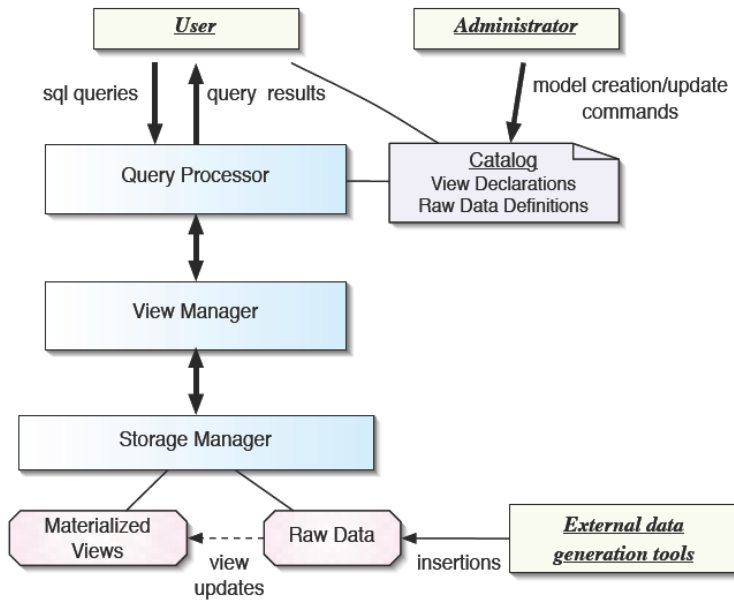 User
Administrator
sql queries
query results
model creation/update
commands
Query Processor
Catalog
View Declarations
Raw Data Definitions
View Manager
Storage Manager
Materialized
Views
Raw Data
view
updates
insertions
External data
generation tools